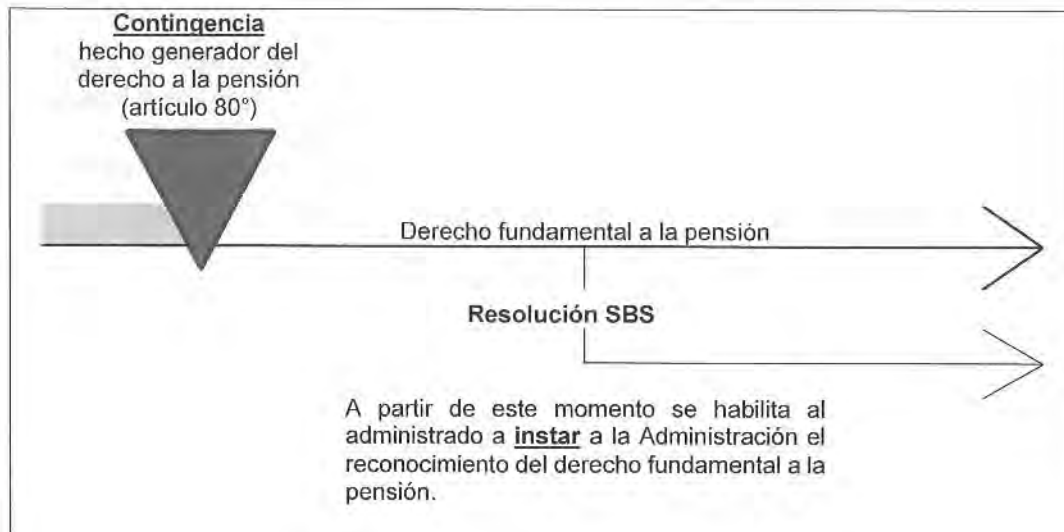 Contingencia
hecho generador del
derecho a la pensión
(artículo 80°)
Derecho fundamental a la pensión
Resolución SBS
A partir de este momento se habilita al
administrado a instar a la Administración el
reconocimiento del derecho fundamental a la
pensión.